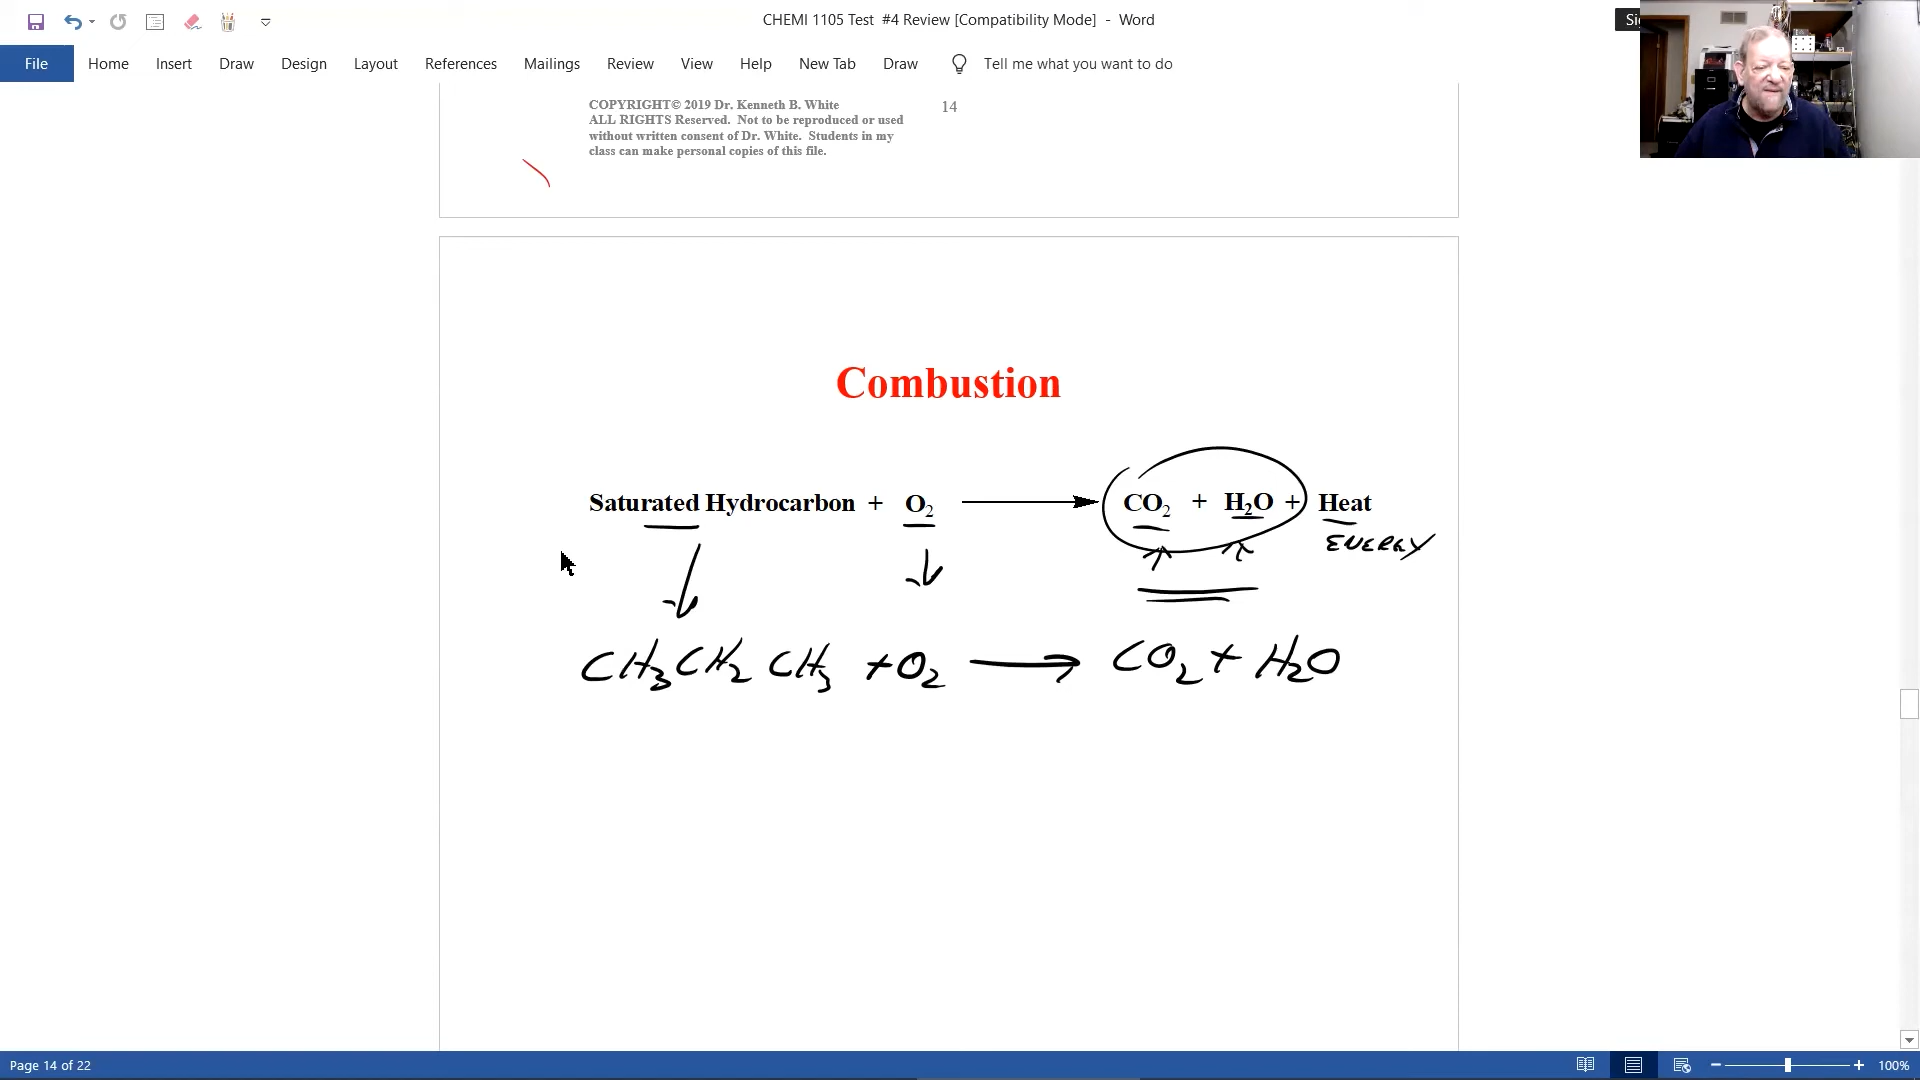 CHEMI 1105 Test #4 Review [Compatibility Mode] - Word
Si
File Home Insert Draw Design Layout References Mailings Review View Help New Tab Draw Tell me what you want to do
COPYRIGHT© 2019 Dr. Kenneth B. White 14
ALL RIGHTS Reserved. Not to be reproduced or used
without written consent of Dr. White. Students in my
class can make personal copies of this file.
Combustion
Saturated Hydrocarbon + O₂ → CO₂ + H₂O + Heat
ENERGY
CH₃CH₂CH₃ + O₂ → CO₂ + H₂O
Page 14 of 22 100%